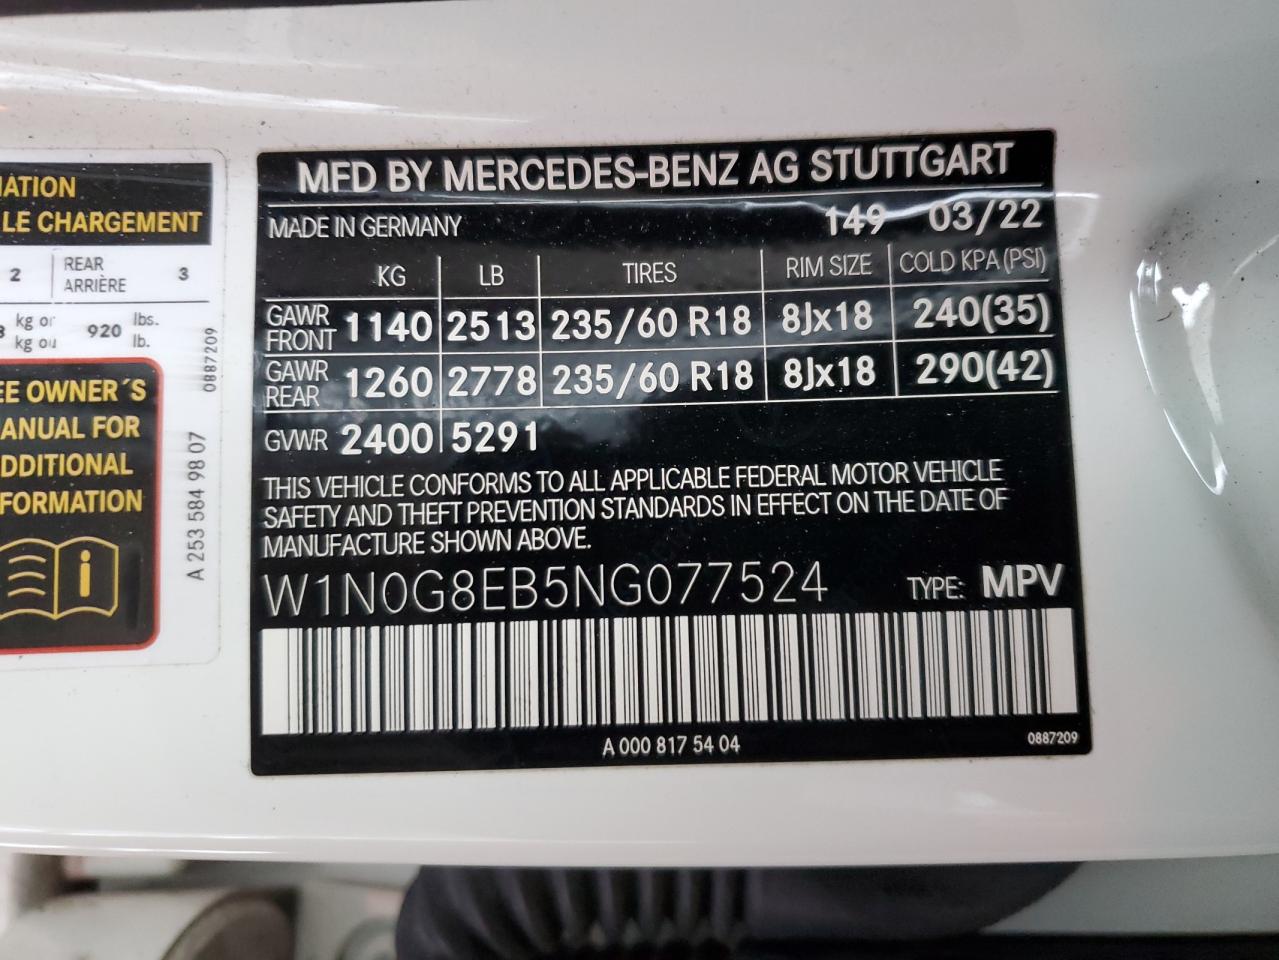 MATION
LE CHARGEMENT
2 REAR ARRIÈRE 3
kg or kg ou 920 lbs. lb.
OWNER´S
FOR
0887209
A 253 584 98 07
MFD BY MERCEDES-BENZ AG STUTTGART
MADE IN GERMANY 149 03/22
KG LB TIRES RIM SIZE COLD KPA (PSI)
GAWR FRONT 1140 2513 235/60 R18 8Jx18 240(35)
GAWR REAR 1260 2778 235/60 R18 8Jx18 290(42)
GVWR 2400 5291
THIS VEHICLE CONFORMS TO ALL APPLICABLE FEDERAL MOTOR VEHICLE
SAFETY AND THEFT PREVENTION STANDARDS IN EFFECT ON THE DATE OF
MANUFACTURE SHOWN ABOVE.
W1N0G8EB5NG077524 TYPE: MPV
A 000 817 54 04
0887209